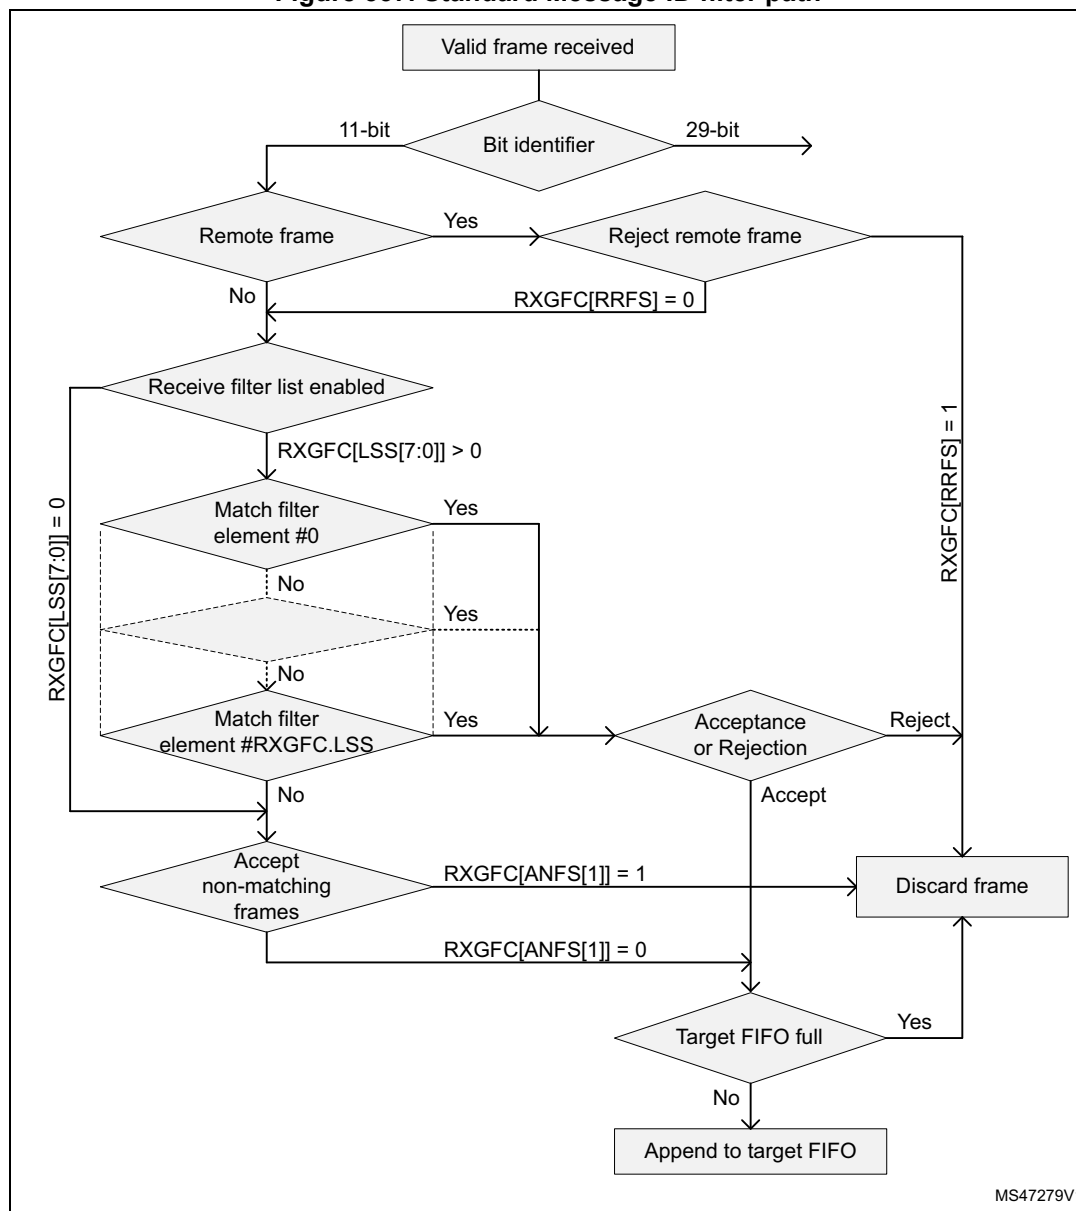 Valid frame received
11-bit
29-bit
Bit identifier
Remote frame
Yes
Reject remote frame
No
RXGFC[RRFS] = 0
Receive filter list enabled
RXGFC[LSS[7:0]] > 0
RXGFC[LSS[7:0]] = 0
RXGFC[RRFS] = 1
Match filter
element #0
Yes
No
Yes
No
Match filter
element #RXGFC.LSS
Yes
Acceptance
or Rejection
Reject
No
Accept
Accept
non-matching
frames
RXGFC[ANFS[1]] = 1
Discard frame
RXGFC[ANFS[1]] = 0
Target FIFO full
Yes
No
Append to target FIFO
MS47279V